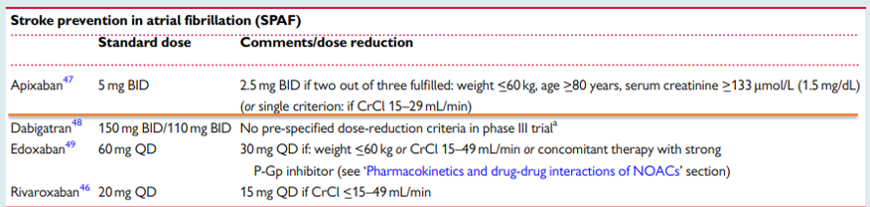 Stroke prevention in atrial fibrillation (SPAF)
Standard dose Comments/dose reduction
Apixaban47 5 mg BID 2.5 mg BID if two out of three fulfilled: weight ≤60 kg, age ≥80 years, serum creatinine ≥133 μmol/L (1.5 mg/dL)
(or single criterion: if CrCl 15–29 mL/min)
Dabigatran48 150 mg BID/110 mg BID No pre-specified dose-reduction criteria in phase III triala
Edoxaban49 60 mg QD 30 mg QD if: weight ≤60 kg or CrCl 15–49 mL/min or concomitant therapy with strong
P-Gp inhibitor (see ‘Pharmacokinetics and drug-drug interactions of NOACs’ section)
Rivaroxaban46 20 mg QD 15 mg QD if CrCl ≤15–49 mL/min